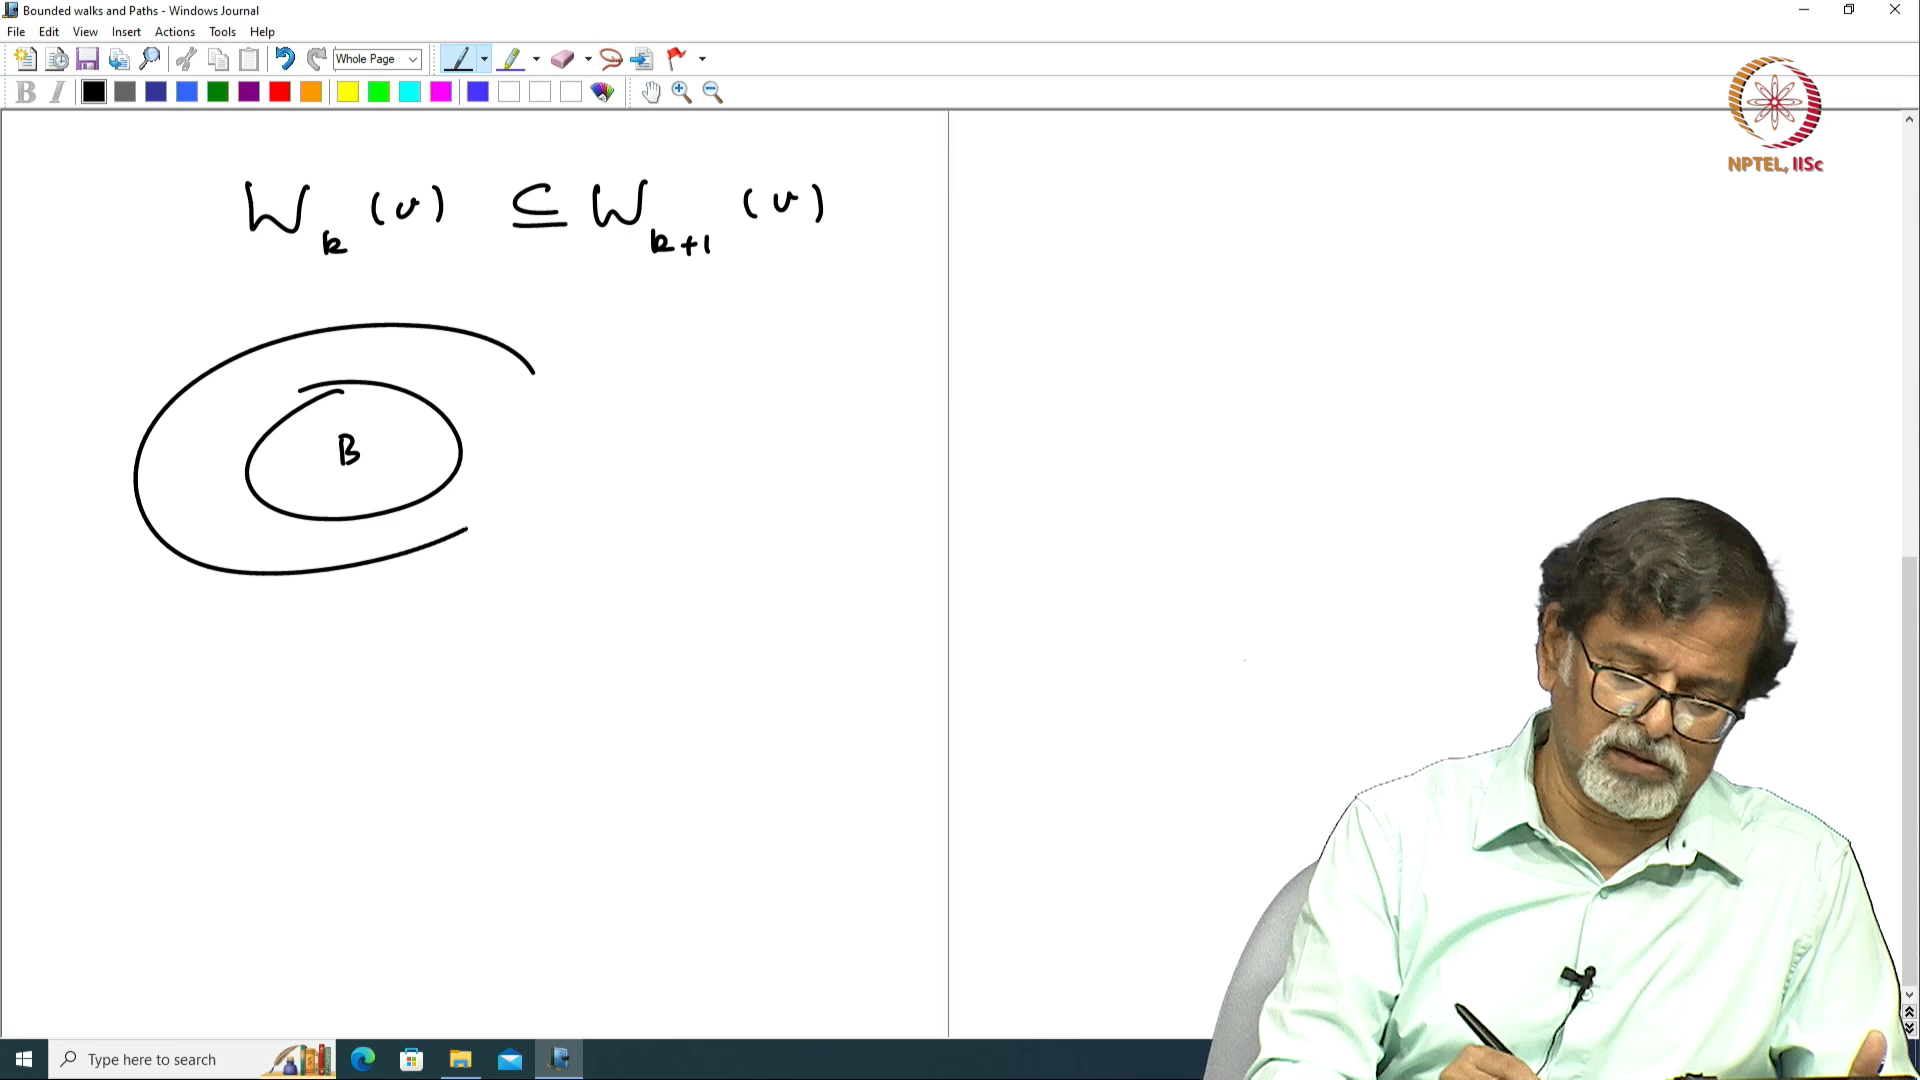 Bounded walks and Paths - Windows Journal
File Edit View Insert Actions Tools Help
Whole Page
B I
NPTEL, IISc
W_k (v) ⊆ W_{k+1} (v)
B
Type here to search